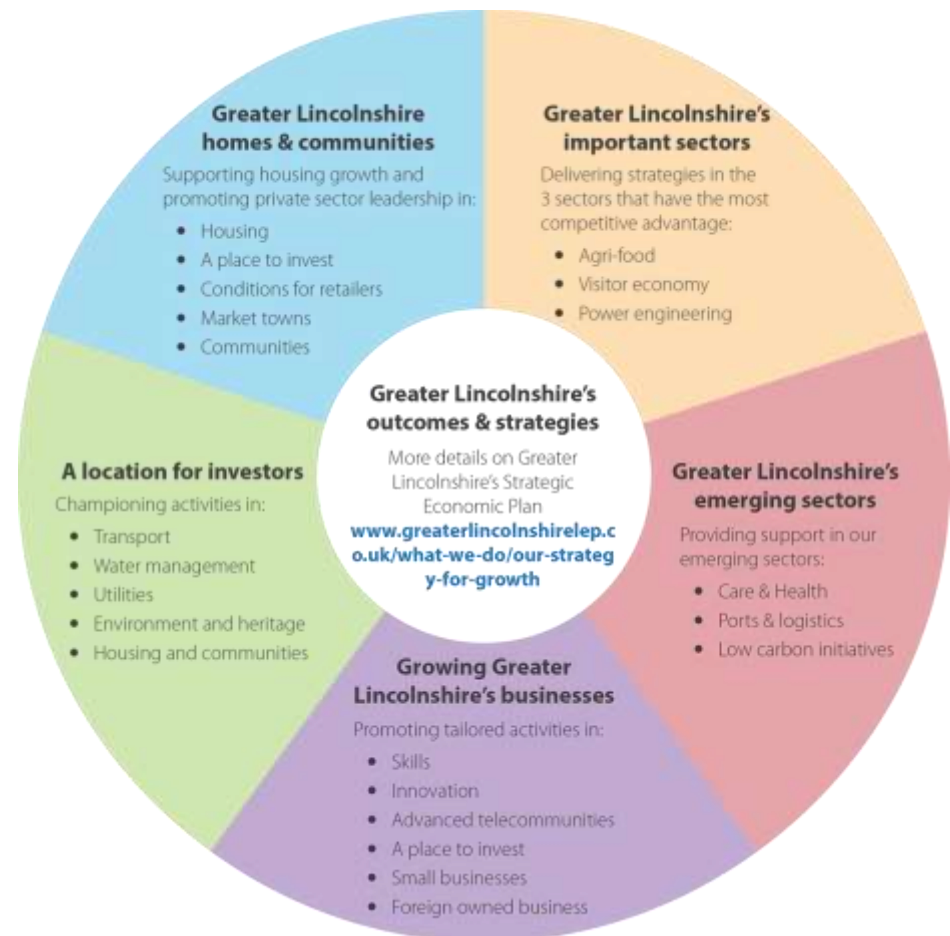 Greater Lincolnshire
homes & communities
Supporting housing growth and
promoting private sector leadership in:
• Housing
• A place to invest
• Conditions for retailers
• Market towns
• Communities
Greater Lincolnshire's
important sectors
Delivering strategies in the
3 sectors that have the most
competitive advantage:
• Agri-food
• Visitor economy
• Power engineering
Greater Lincolnshire's
outcomes & strategies
More details on Greater
Lincolnshire's Strategic
Economic Plan
www.greaterlincolnshirelep.c
o.uk/what-we-do/our-strateg
y-for-growth
A location for investors
Championing activities in:
• Transport
• Water management
• Utilities
• Environment and heritage
• Housing and communities
Greater Lincolnshire's
emerging sectors
Providing support in our
emerging sectors:
• Care & Health
• Ports & logistics
• Low carbon initiatives
Growing Greater
Lincolnshire's businesses
Promoting tailored activities in:
• Skills
• Innovation
• Advanced telecommunities
• A place to invest
• Small businesses
• Foreign owned business